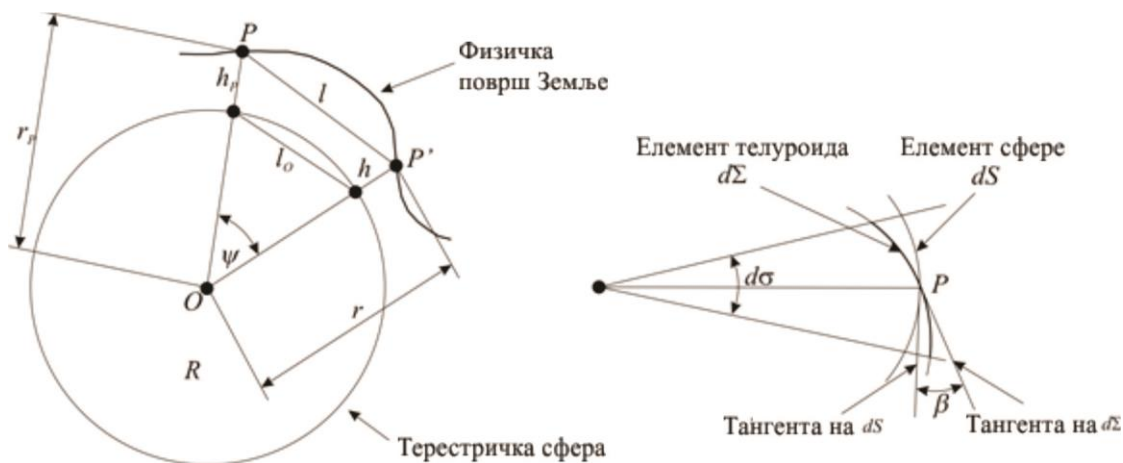 P
Физичка
површ Земље
h_P
l
r_P
l_O
h
P'
ψ
O
r
R
Терестричка сфера
Елемент телуроида
dΣ
Елемент сфере
dS
dσ
P
β
Тангента на dS
Тангента на dΣ